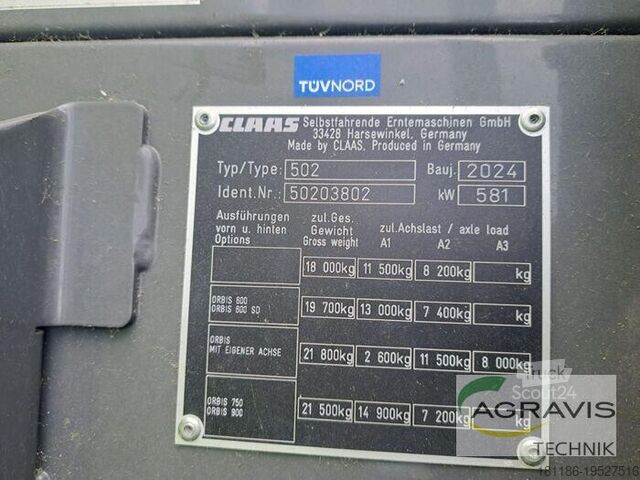 TÜVNORD
CLAAS Selbstfahrende Erntemaschinen GmbH
33428 Harsewinkel, Germany
Made by CLAAS, Produced in Germany
Typ/Type: 502 Bauj. 2024
Ident.Nr.: 50203802 kW 581
Ausführungen vorn u. hinten Options
zul.Ges. Gewicht Gross weight
zul.Achslast / axle load
A1 A2 A3
18 000kg 11 500kg 8 200kg kg
ORBIS 600
ORBIS 600 SD
19 700kg 13 000kg 7 400kg kg
ORBIS
MIT EIGENER ACHSE
21 800kg 2 600kg 11 500kg 8 000kg
ORBIS 750
ORBIS 900
21 500kg 14 900kg 7 200kg kg
Truck
Scout24
AGRAVIS
TECHNIK
181186-19527516